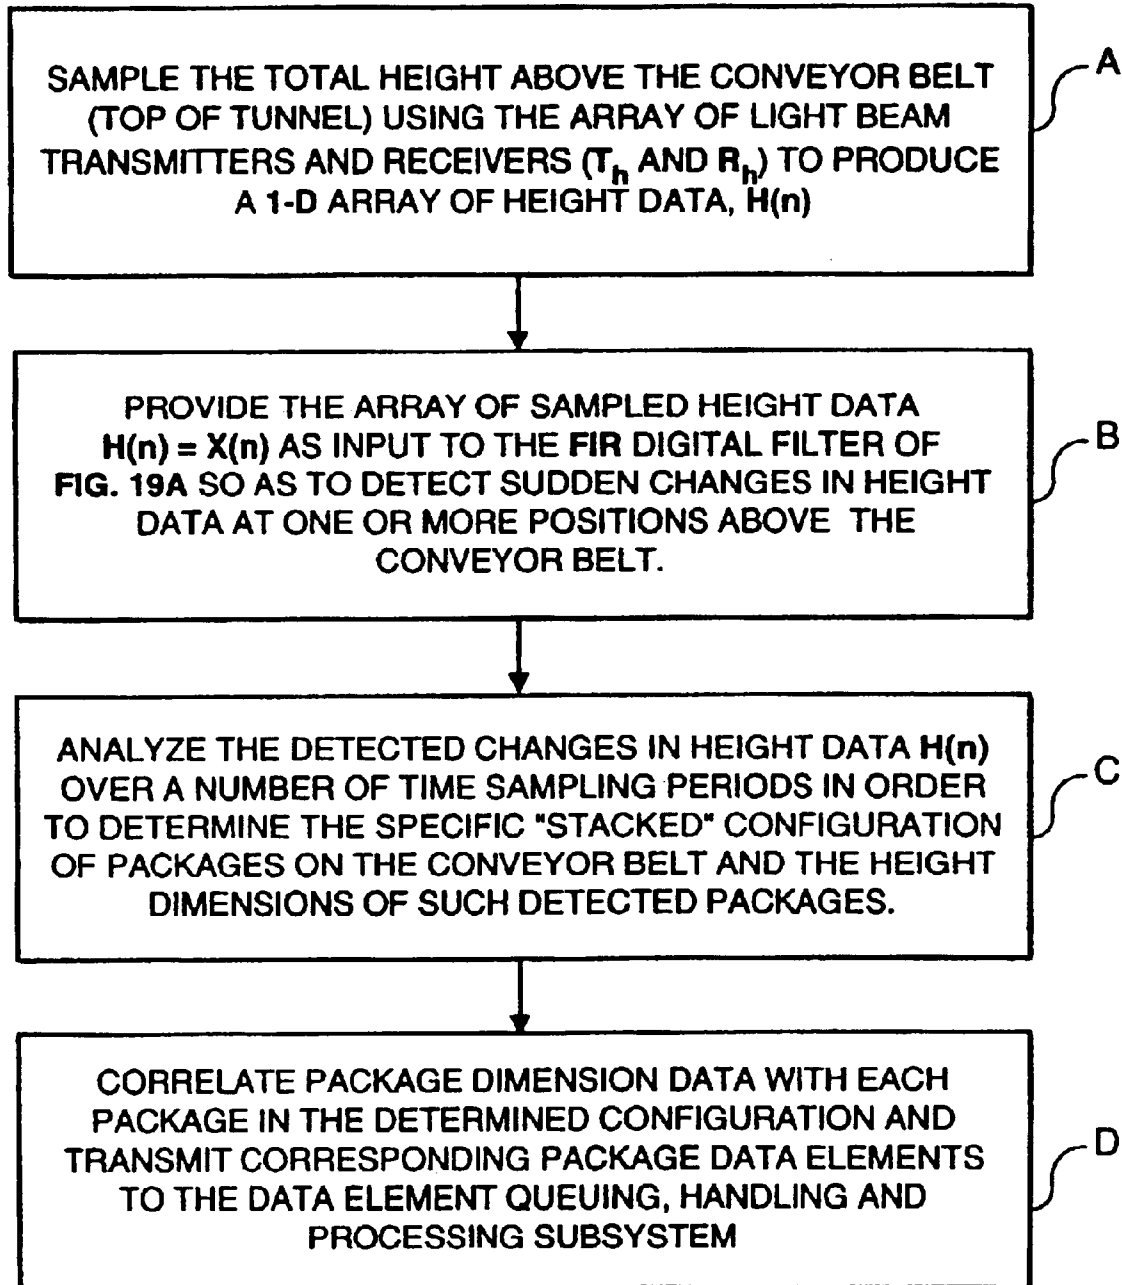 SAMPLE THE TOTAL HEIGHT ABOVE THE CONVEYOR BELT
(TOP OF TUNNEL) USING THE ARRAY OF LIGHT BEAM
TRANSMITTERS AND RECEIVERS (Th AND Rh) TO PRODUCE
A 1-D ARRAY OF HEIGHT DATA, H(n)
A
PROVIDE THE ARRAY OF SAMPLED HEIGHT DATA
H(n) = X(n) AS INPUT TO THE FIR DIGITAL FILTER OF
FIG. 19A SO AS TO DETECT SUDDEN CHANGES IN HEIGHT
DATA AT ONE OR MORE POSITIONS ABOVE THE
CONVEYOR BELT.
B
ANALYZE THE DETECTED CHANGES IN HEIGHT DATA H(n)
OVER A NUMBER OF TIME SAMPLING PERIODS IN ORDER
TO DETERMINE THE SPECIFIC "STACKED" CONFIGURATION
OF PACKAGES ON THE CONVEYOR BELT AND THE HEIGHT
DIMENSIONS OF SUCH DETECTED PACKAGES.
C
CORRELATE PACKAGE DIMENSION DATA WITH EACH
PACKAGE IN THE DETERMINED CONFIGURATION AND
TRANSMIT CORRESPONDING PACKAGE DATA ELEMENTS
TO THE DATA ELEMENT QUEUING, HANDLING AND
PROCESSING SUBSYSTEM
D